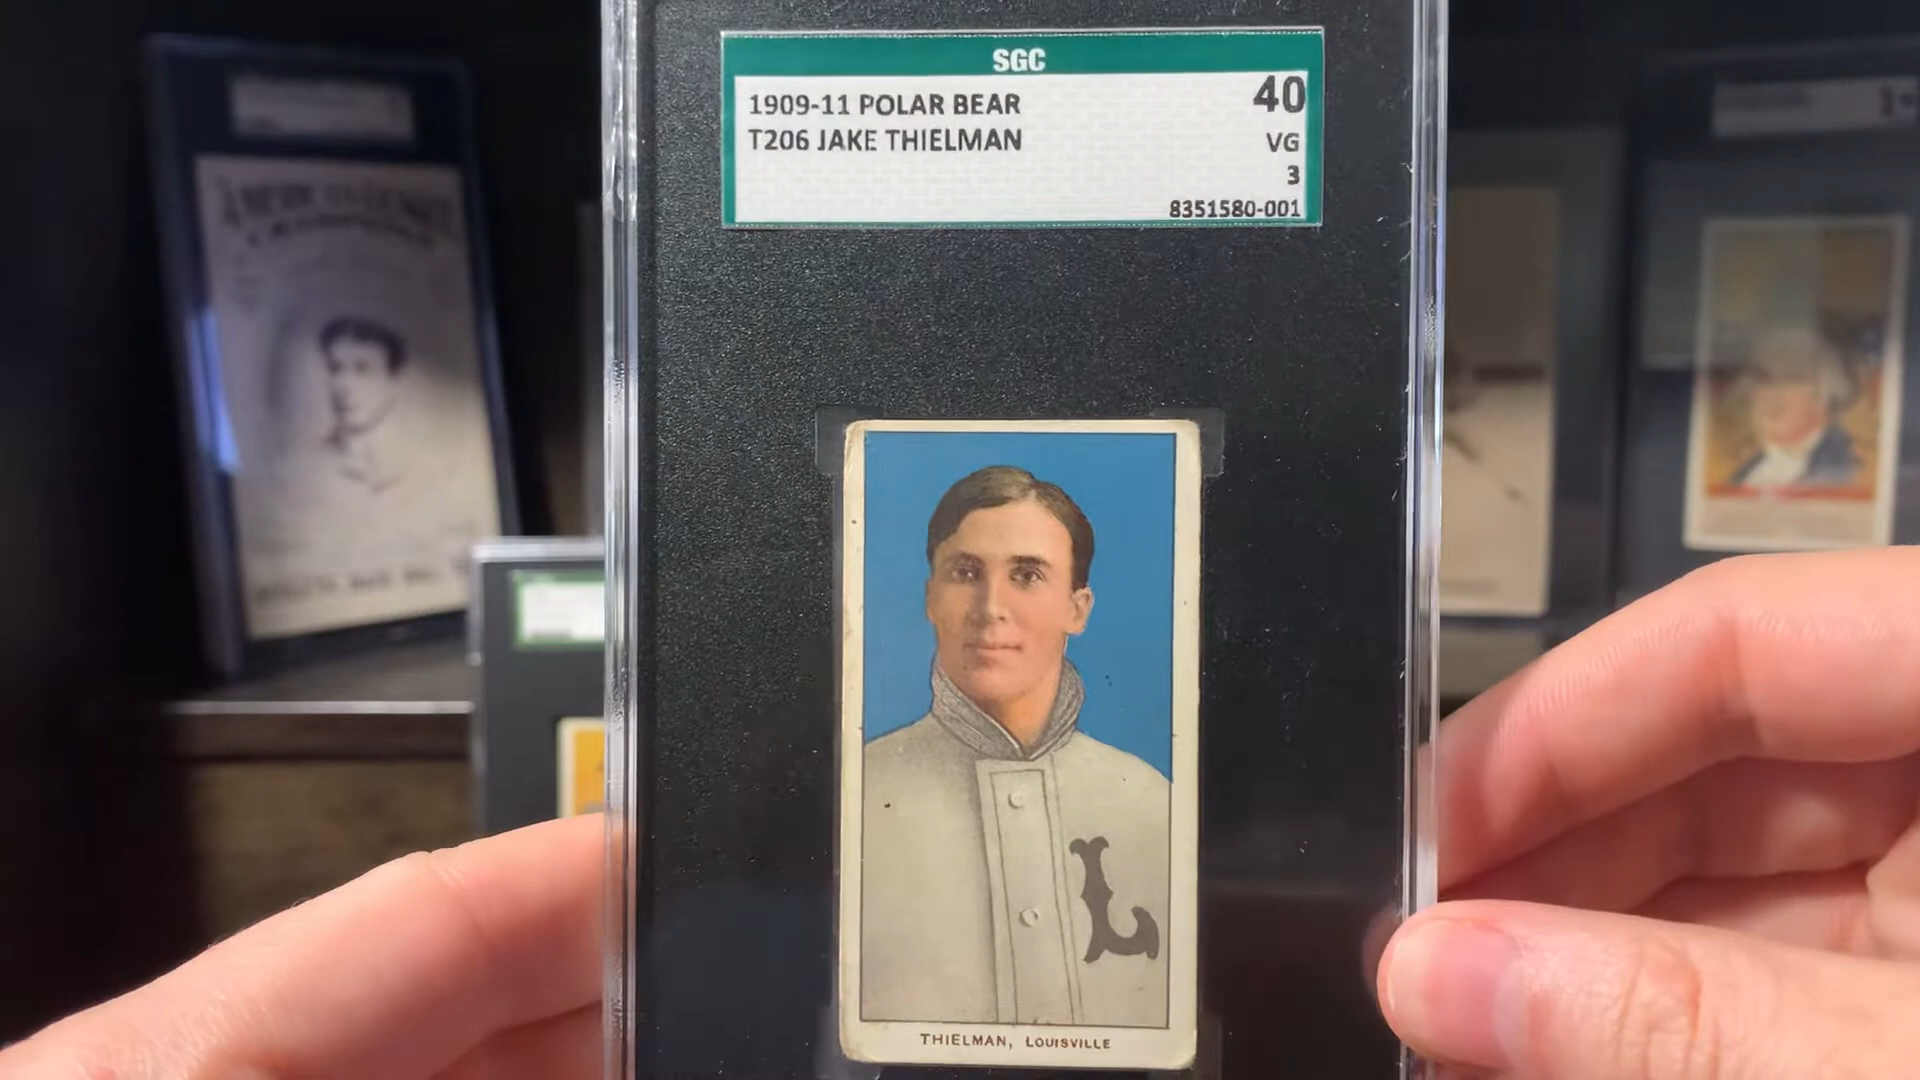 SGC
1909-11 POLAR BEAR
T206 JAKE THIELMAN
40
VG
3
8351580-001
L
THIELMAN, LOUISVILLE